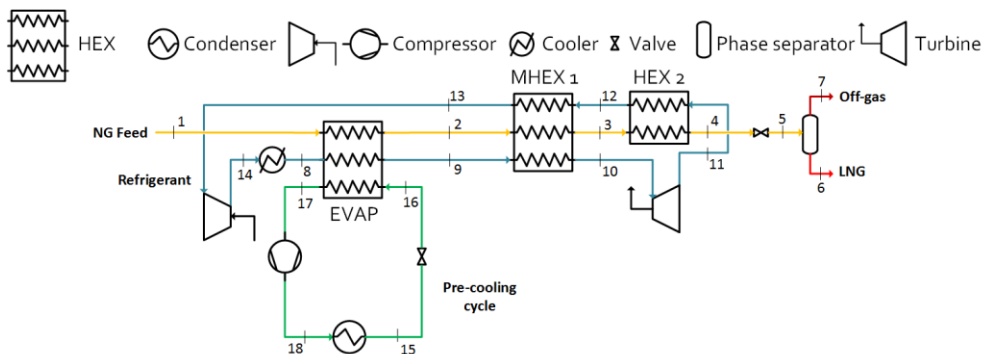 HEX
Condenser
Compressor
Cooler
Valve
Phase separator
Turbine
MHEX 1
HEX 2
7
Off-gas
13
12
NG Feed
1
2
3
4
5
14
8
9
10
11
6
LNG
Refrigerant
17
16
EVAP
Pre-cooling
cycle
18
15